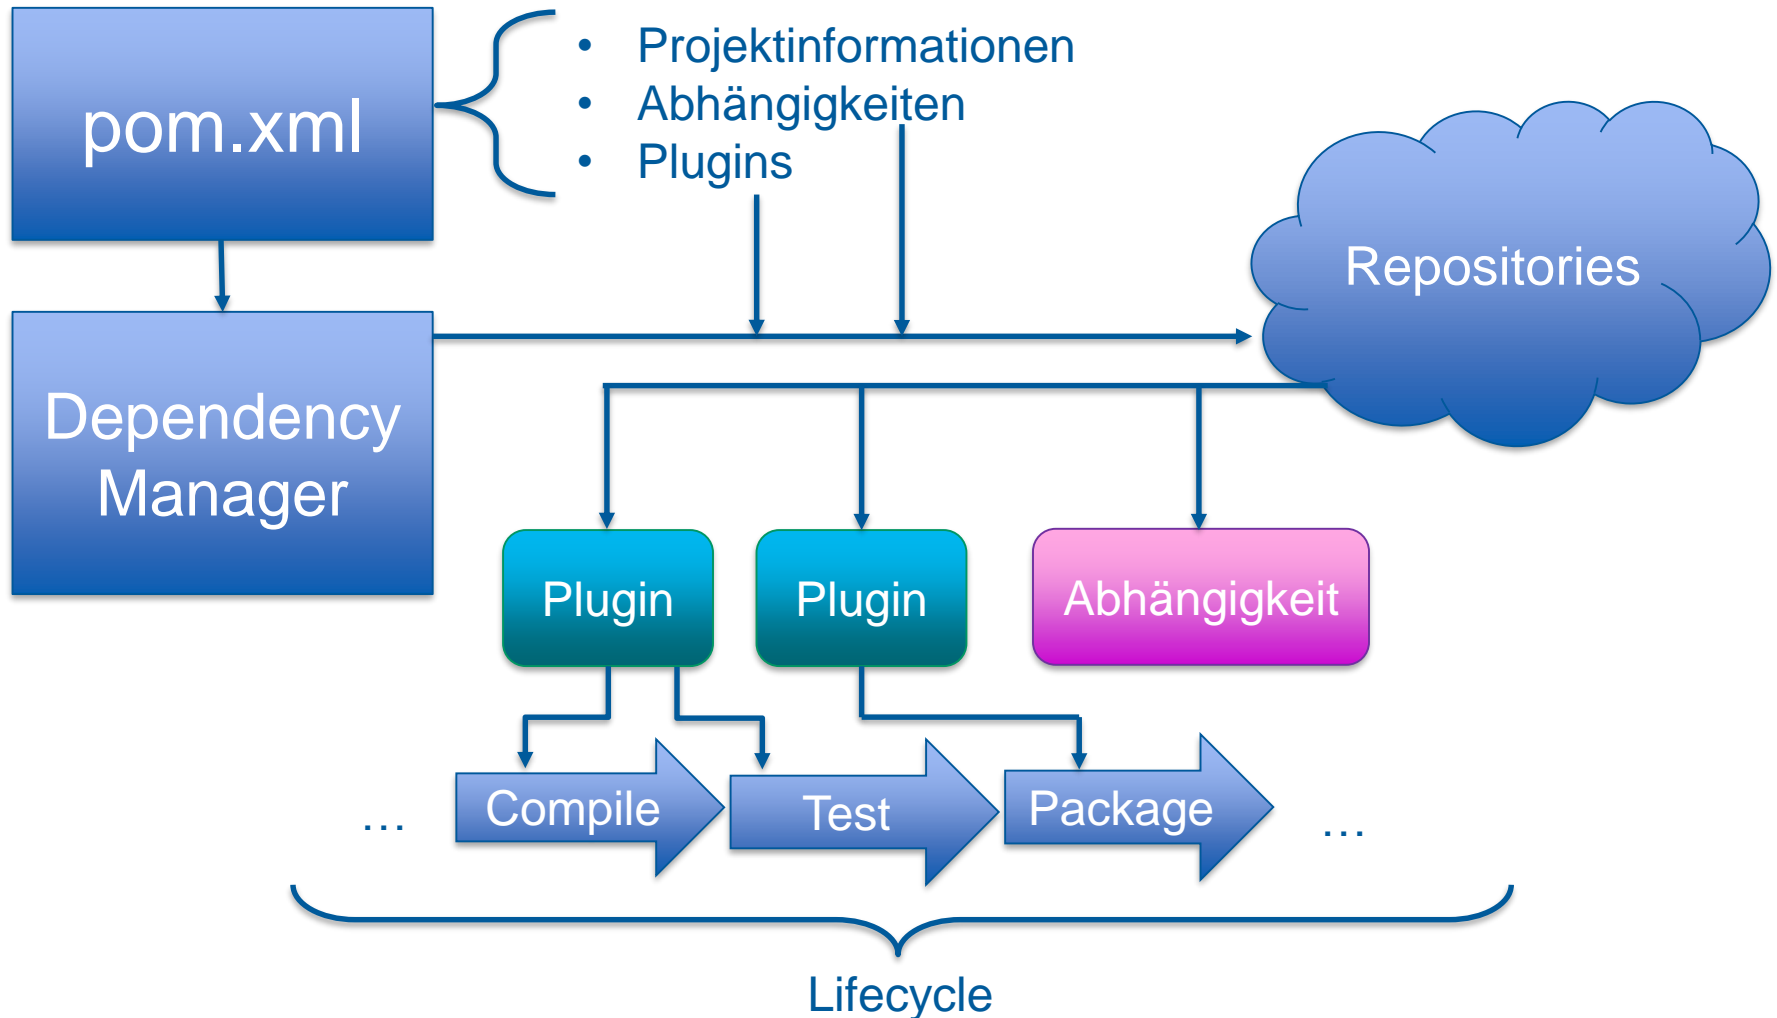 pom.xml
• Projektinformationen
• Abhängigkeiten
• Plugins
Repositories
Dependency
Manager
Plugin
Plugin
Abhängigkeit
...
Compile
Test
Package
...
Lifecycle